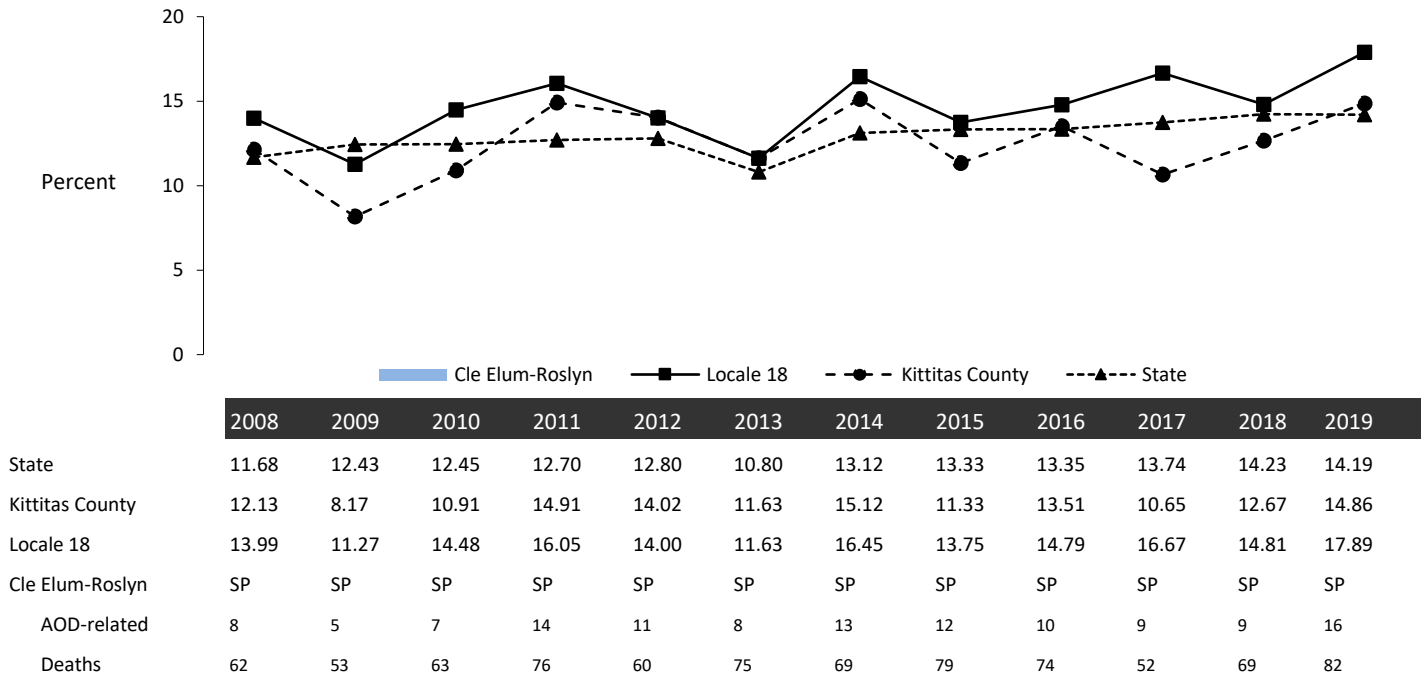 20
15
Percent
10
5
0
Cle Elum-Roslyn Locale 18 Kittitas County State
2008 2009 2010 2011 2012 2013 2014 2015 2016 2017 2018 2019
State 11.68 12.43 12.45 12.70 12.80 10.80 13.12 13.33 13.35 13.74 14.23 14.19
Kittitas County 12.13 8.17 10.91 14.91 14.02 11.63 15.12 11.33 13.51 10.65 12.67 14.86
Locale 18 13.99 11.27 14.48 16.05 14.00 11.63 16.45 13.75 14.79 16.67 14.81 17.89
Cle Elum-Roslyn SP SP SP SP SP SP SP SP SP SP SP SP
AOD-related 8 5 7 14 11 8 13 12 10 9 9 16
Deaths 62 53 63 76 60 75 69 79 74 52 69 82